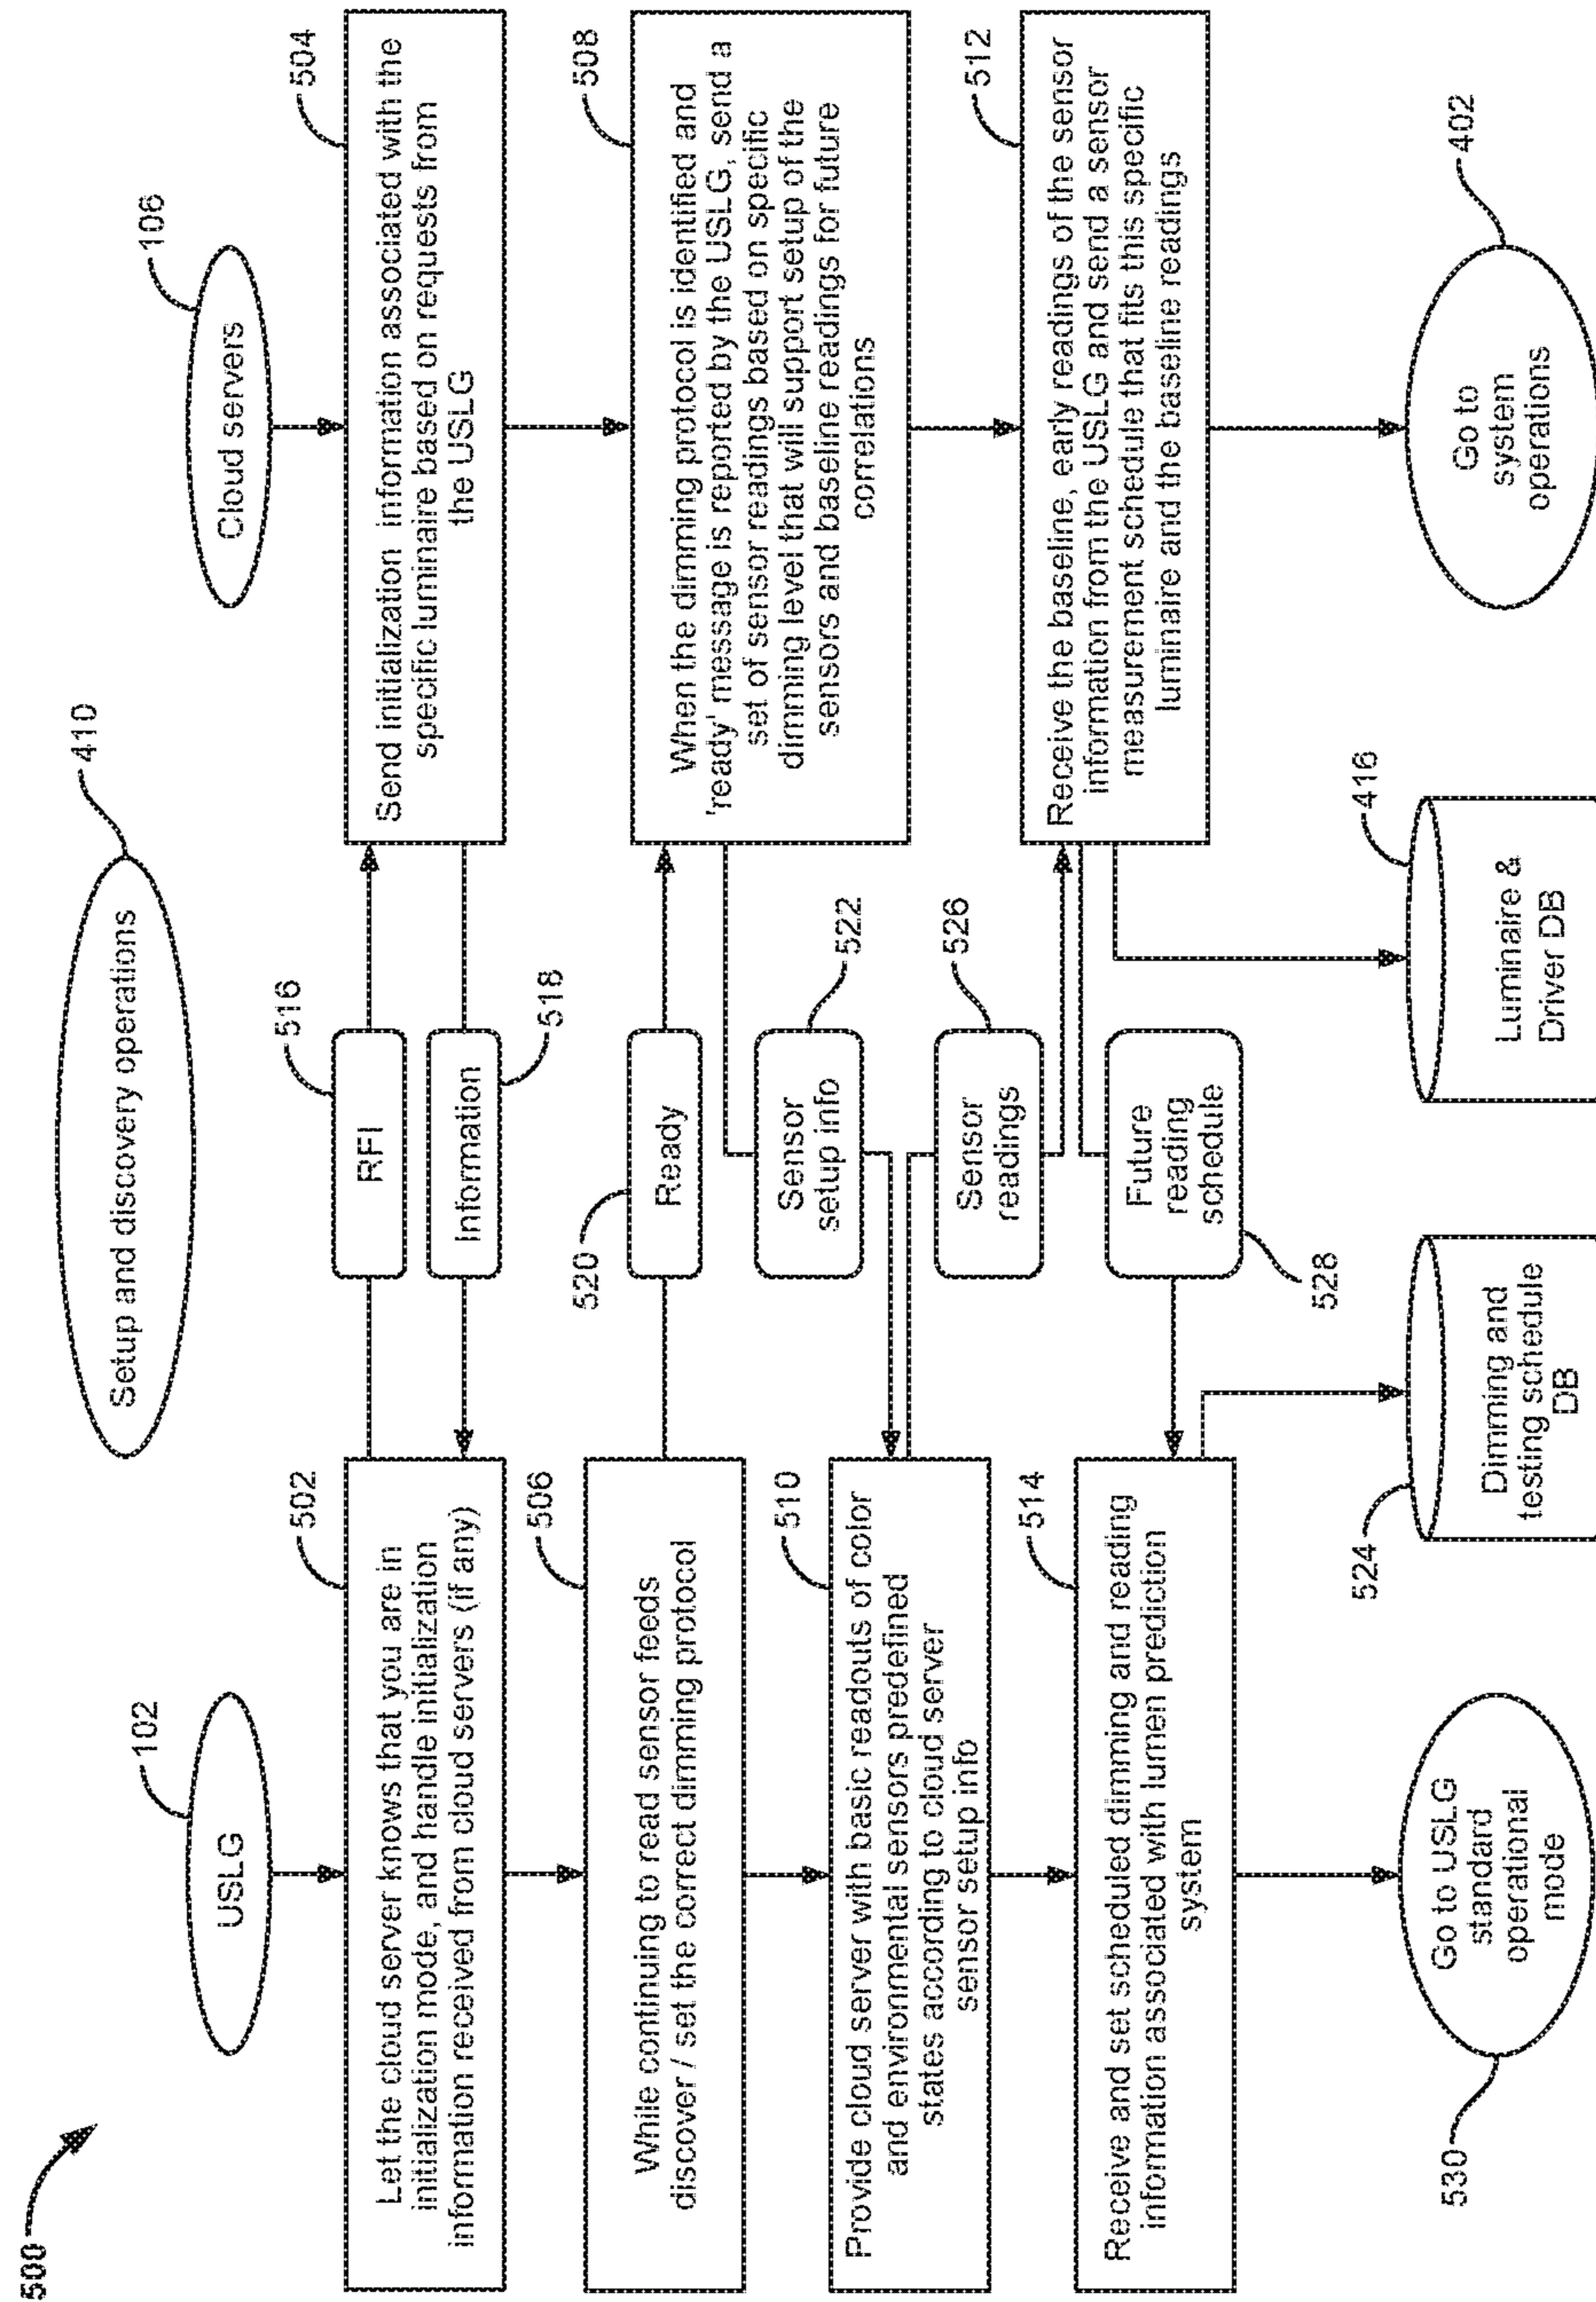 500
Setup and discovery operations
410
USLG
102
Cloud servers
106
Let the cloud server knows that you are in
initialization mode, and handle initialization
information received from cloud servers (if any)
502
RFI
516
Information
518
Send initialization information associated with the
specific luminaire based on requests from
the USLG
504
While continuing to read sensor feeds
discover / set the correct dimming protocol
506
Ready
520
When the dimming protocol is identified and
'ready' message is reported by the USLG, send a
set of sensor readings based on specific
dimming level that will support setup of the
sensors and baseline readings for future
correlations
508
Sensor
setup info
522
Provide cloud server with basic readouts of color
and environmental sensors predefined
states according to cloud server
sensor setup info
510
Sensor
readings
526
Receive the baseline, early readings of the sensor
information from the USLG and send a sensor
measurement schedule that fits this specific
luminaire and the baseline readings
512
Receive and set scheduled dimming and reading
information associated with lumen prediction
system
514
Future
reading
schedule
528
Go to USLG
standard
operational
mode
530
Dimming and
testing schedule
DB
524
Luminaire &
Driver DB
416
Go to
system
operations
402